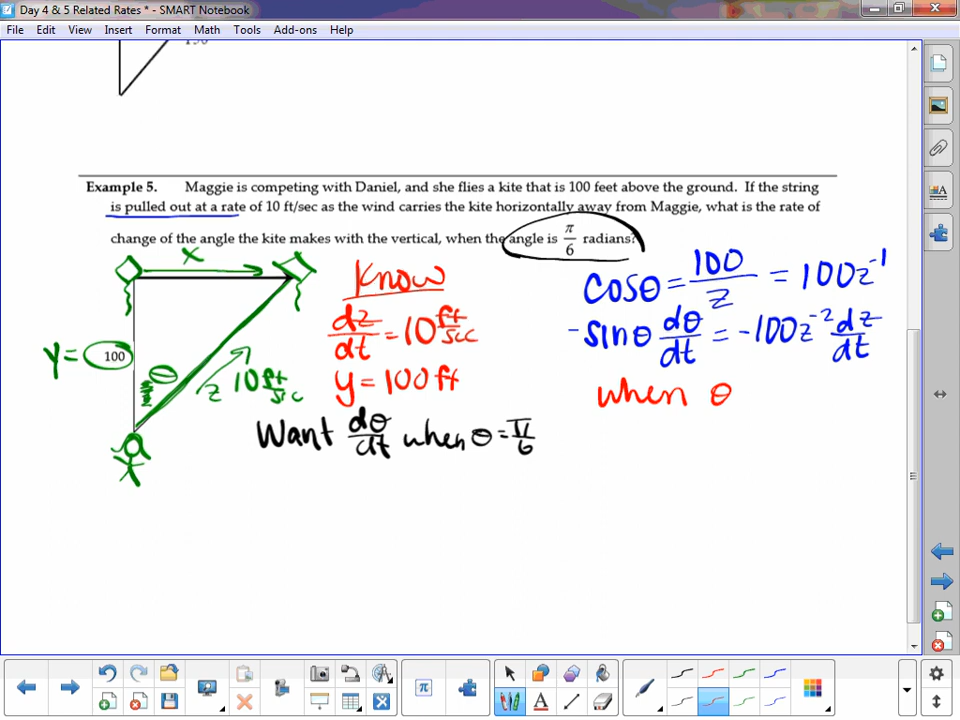 Day 4 & 5 Related Rates * - SMART Notebook
File Edit View Insert Format Math Tools Add-ons Help
Example 5. Maggie is competing with Daniel, and she flies a kite that is 100 feet above the ground. If the string
is pulled out at a rate of 10 ft/sec as the wind carries the kite horizontally away from Maggie, what is the rate of
change of the angle the kite makes with the vertical, when the angle is π/6 radians?
x
y = 100
θ
z 10 ft/sec
Know
dz/dt = 10 ft/sec
y = 100 ft
Want dθ/dt when θ = π/6
cosθ = 100/z = 100z⁻¹
-sinθ dθ/dt = -100z⁻² dz/dt
when θ